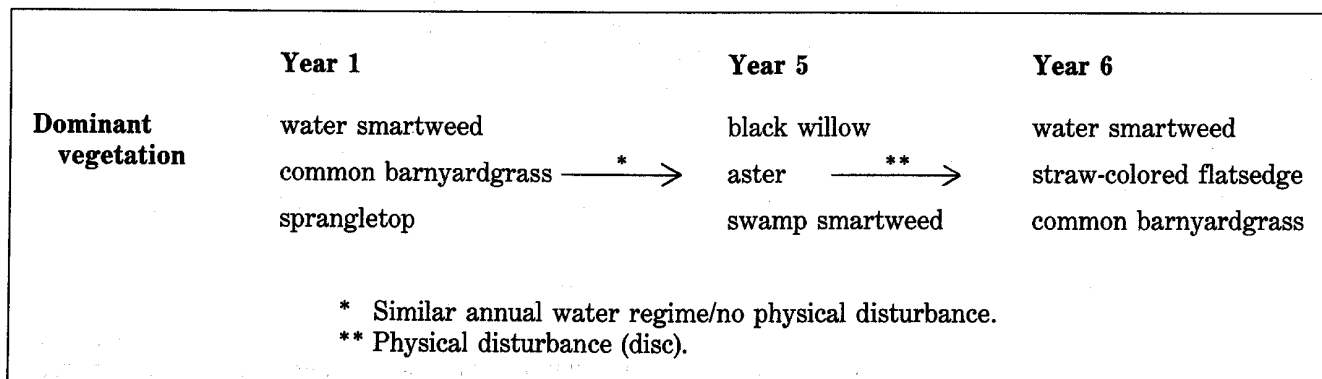 Year 1 Year 5 Year 6
Dominant water smartweed black willow water smartweed
vegetation
common barnyardgrass * aster ** straw-colored flatsedge
sprangletop swamp smartweed common barnyardgrass
* Similar annual water regime/no physical disturbance.
** Physical disturbance (disc).